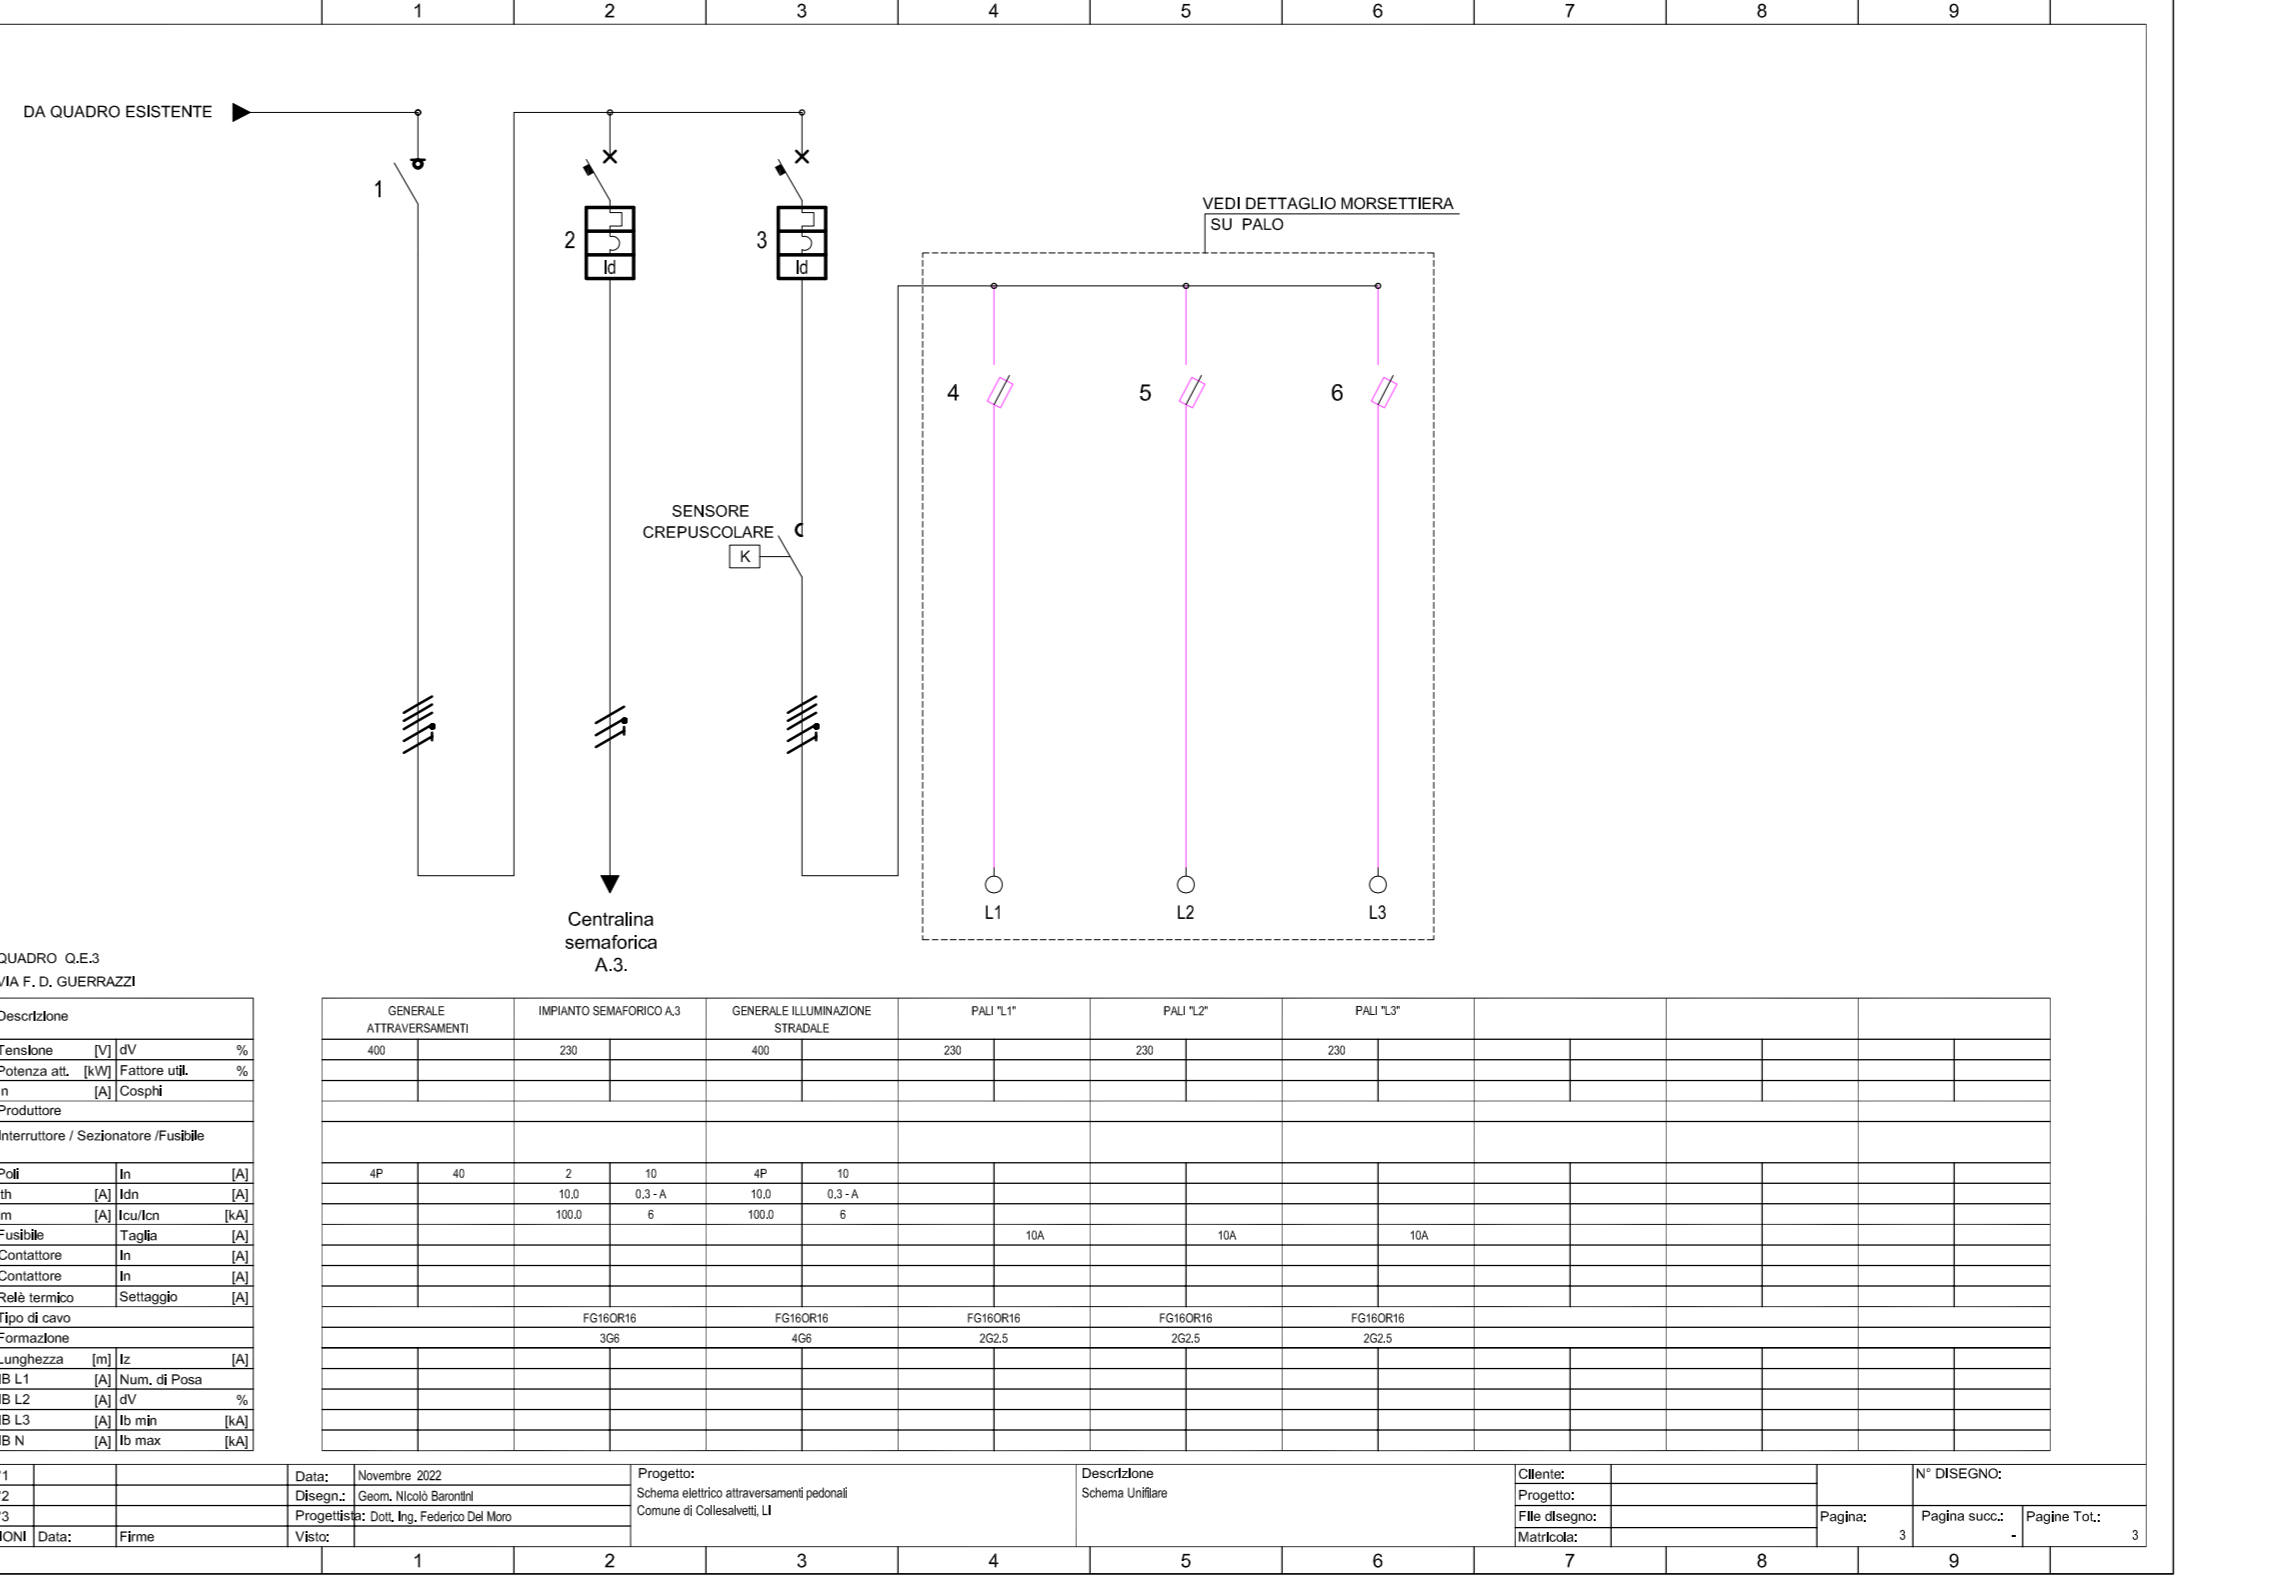 1 2 3 4 5 6 7 8 9
DA QUADRO ESISTENTE
1
2
Id
3
Id
VEDI DETTAGLIO MORSETTIERA
SU PALO
4
5
6
SENSORE
CREPUSCOLARE
K
Centralina
semaforica
A.3.
L1
L2
L3
QUADRO Q.E.3
VIA F. D. GUERRAZZI
Descrizione GENERALE ATTRAVERSAMENTI IMPIANTO SEMAFORICO A.3 GENERALE ILLUMINAZIONE STRADALE PALI "L1" PALI "L2" PALI "L3"
Tensione [V] dV % 400 230 400 230 230 230
Potenza att. [kW] Fattore util. %
n [A] Cosphi
Produttore
Interruttore / Sezionatore /Fusibile
Poli In [A] 4P 40 2 10 4P 10
th [A] Idn [A] 10.0 0.3 - A 10.0 0.3 - A
m [A] Icu/Icn [kA] 100.0 6 100.0 6
Fusibile Taglia [A] 10A 10A 10A
Contattore In [A]
Contattore In [A]
Relè termico Settaggio [A]
Tipo di cavo FG16OR16 FG16OR16 FG16OR16 FG16OR16 FG16OR16
Formazione 3G6 4G6 2G2.5 2G2.5 2G2.5
Lunghezza [m] Iz [A]
IB L1 [A] Num. di Posa
IB L2 [A] dV %
IB L3 [A] Ib min [kA]
IB N [A] Ib max [kA]
°1
°2
°3
IONI Data: Firme
Data: Novembre 2022
Disegn.: Geom. Nicolò Barontini
Progettista: Dott. Ing. Federico Del Moro
Visto:
Progetto:
Schema elettrico attraversamenti pedonali
Comune di Collesalvetti, LI
Descrizione
Schema Unifilare
Cliente:
Progetto:
File disegno:
Matricola:
N° DISEGNO:
Pagina: 3
Pagina succ.: -
Pagine Tot.: 3
1 2 3 4 5 6 7 8 9